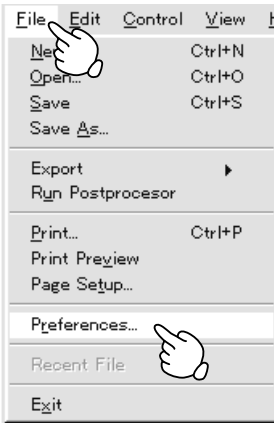 File Edit Control View
Ctrl+N
Open... Ctrl+O
Save Ctrl+S
Save As...
Export
Run Postprocesor
Print... Ctrl+P
Print Preview
Page Setup...
Preferences...
Recent File
Exit